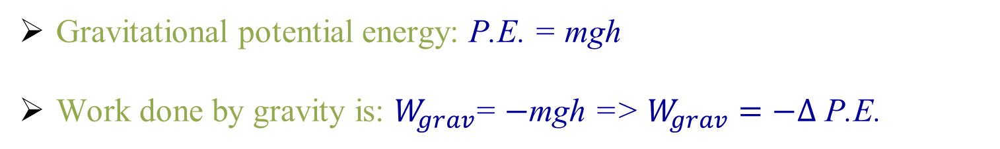 ➢ Gravitational potential energy: P.E. = mgh
➢ Work done by gravity is: W_grav= −mgh => W_grav = −Δ P.E.